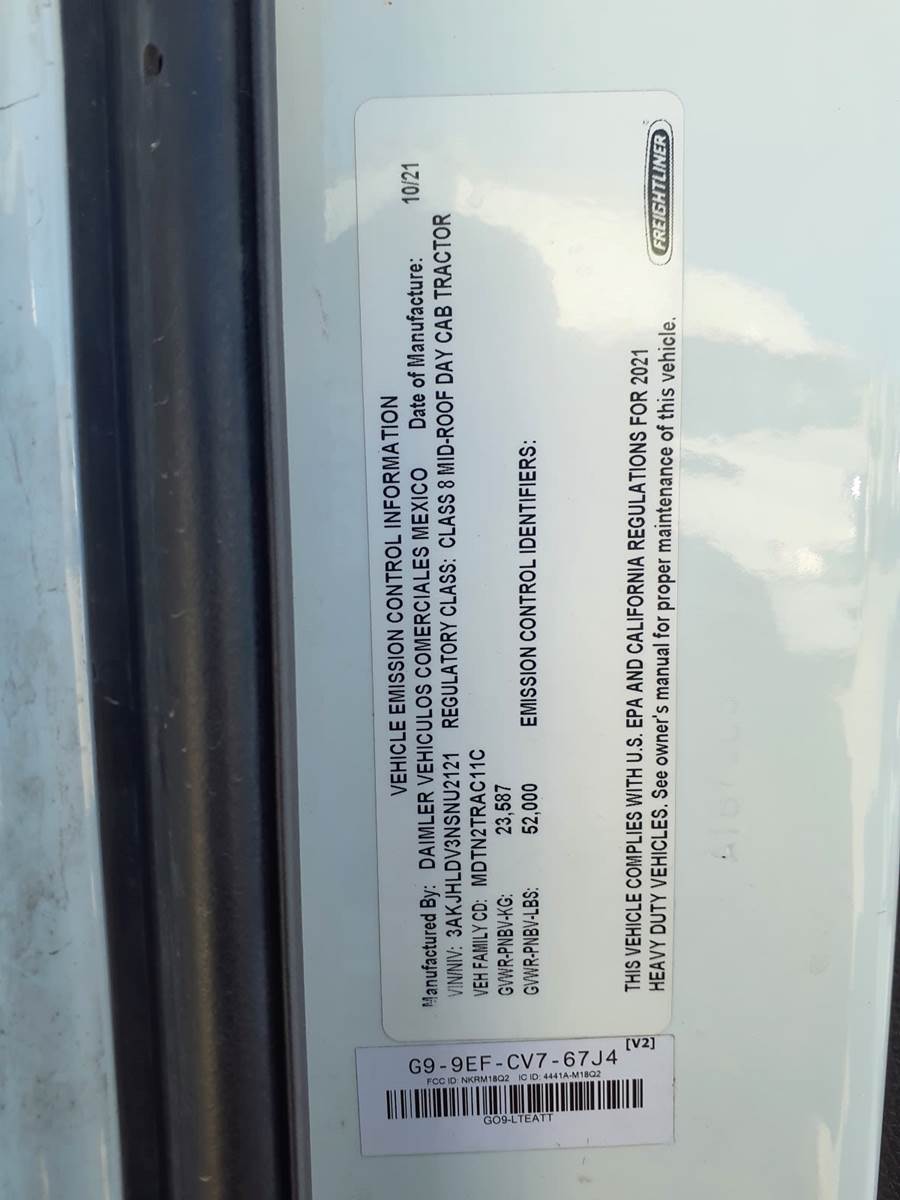 VEHICLE EMISSION CONTROL INFORMATION
Manufactured By: DAIMLER VEHICULOS COMERCIALES MEXICO Date of Manufacture: 10/21
VIN/NIV: 3AKJHLDV3NSNU2121 REGULATORY CLASS: CLASS 8 MID-ROOF DAY CAB TRACTOR
VEH FAMILY CD: MDTN2TRAC11C
GVWR-PNBV-KG: 23,587
GVWR-PNBV-LBS: 52,000 EMISSION CONTROL IDENTIFIERS:
THIS VEHICLE COMPLIES WITH U.S. EPA AND CALIFORNIA REGULATIONS FOR 2021
HEAVY DUTY VEHICLES. See owner's manual for proper maintenance of this vehicle.
FREIGHTLINER
[V2]
G9-9EF-CV7-67J4
FCC ID: NKRM18Q2 IC ID: 4441A-M18Q2
GO9-LTEATT